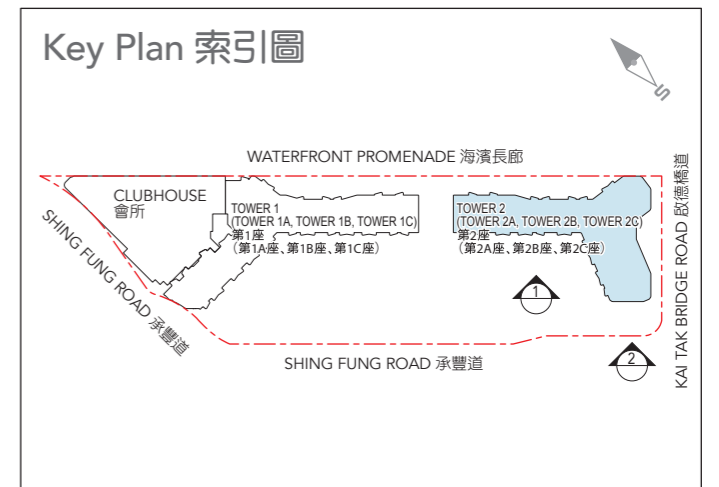 Key Plan 索引圖
S
WATERFRONT PROMENADE 海濱長廊
CLUBHOUSE
會所
TOWER 1
(TOWER 1A, TOWER 1B, TOWER 1C)
第1座
(第1A座、第1B座、第1C座)
TOWER 2
(TOWER 2A, TOWER 2B, TOWER 2C)
第2座
(第2A座、第2B座、第2C座)
SHING FUNG ROAD 承豐道
1
2
SHING FUNG ROAD 承豐道
KAI TAK BRIDGE ROAD 啟德橋道